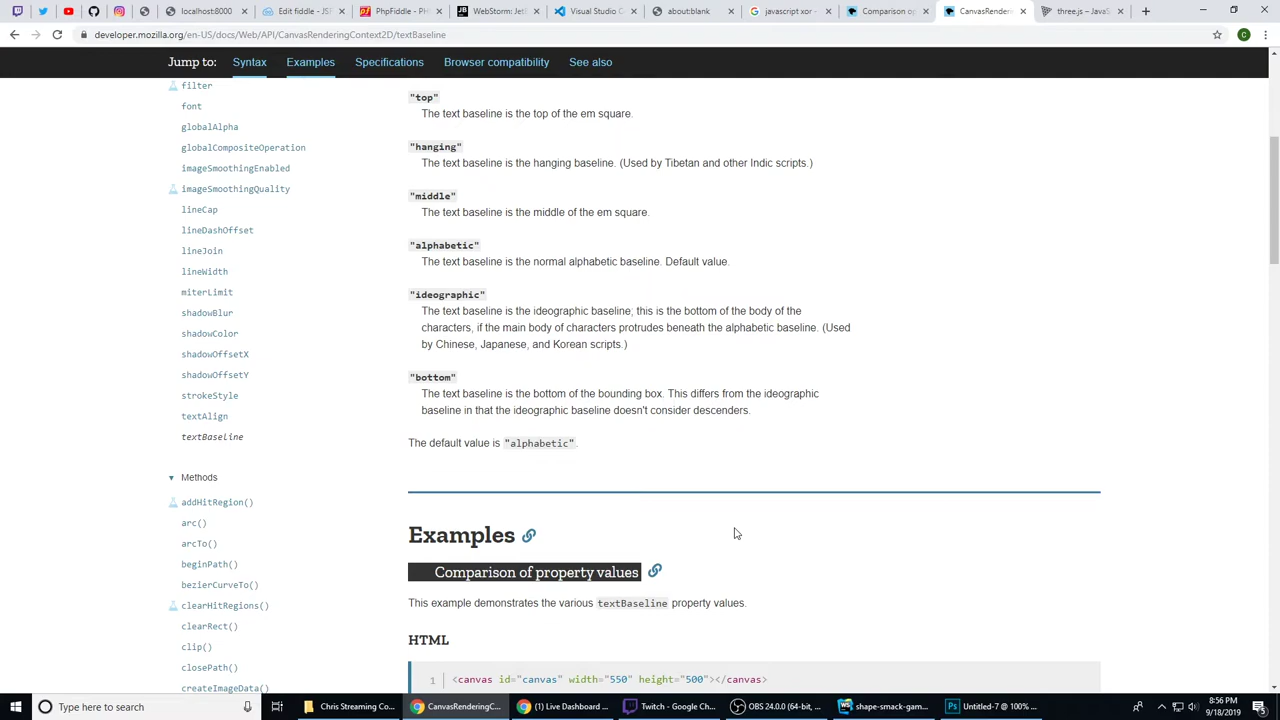 localhost:8000
Edit fiddle - JSF
PhpFiddle - PH
WebStorm: Jet
Visual Studio C
about:blank
javascript xor -
Comparison op
CanvasRenderin
three.js – JavaS
developer.mozilla.org/en-US/docs/Web/API/CanvasRenderingContext2D/textBaseline
C
Jump to: Syntax Examples Specifications Browser compatibility See also
filter
font
globalAlpha
globalCompositeOperation
imageSmoothingEnabled
imageSmoothingQuality
lineCap
lineDashOffset
lineJoin
lineWidth
miterLimit
shadowBlur
shadowColor
shadowOffsetX
shadowOffsetY
strokeStyle
textAlign
textBaseline
Methods
addHitRegion()
arc()
arcTo()
beginPath()
bezierCurveTo()
clearHitRegions()
clearRect()
clip()
closePath()
createImageData()
"top"
The text baseline is the top of the em square.
"hanging"
The text baseline is the hanging baseline. (Used by Tibetan and other Indic scripts.)
"middle"
The text baseline is the middle of the em square.
"alphabetic"
The text baseline is the normal alphabetic baseline. Default value.
"ideographic"
The text baseline is the ideographic baseline; this is the bottom of the body of the
characters, if the main body of characters protrudes beneath the alphabetic baseline. (Used
by Chinese, Japanese, and Korean scripts.)
"bottom"
The text baseline is the bottom of the bounding box. This differs from the ideographic
baseline in that the ideographic baseline doesn't consider descenders.
The default value is "alphabetic".
Examples
Comparison of property values
This example demonstrates the various textBaseline property values.
HTML
1 <canvas id="canvas" width="550" height="500"></canvas>
Type here to search
Chris Streaming Co...
CanvasRenderingC...
(1) Live Dashboard ...
Twitch - Google Ch...
OBS 24.0.0 (64-bit, ...
shape-smack-gam...
Untitled-7 @ 100% ...
8:56 PM
9/18/2019
5